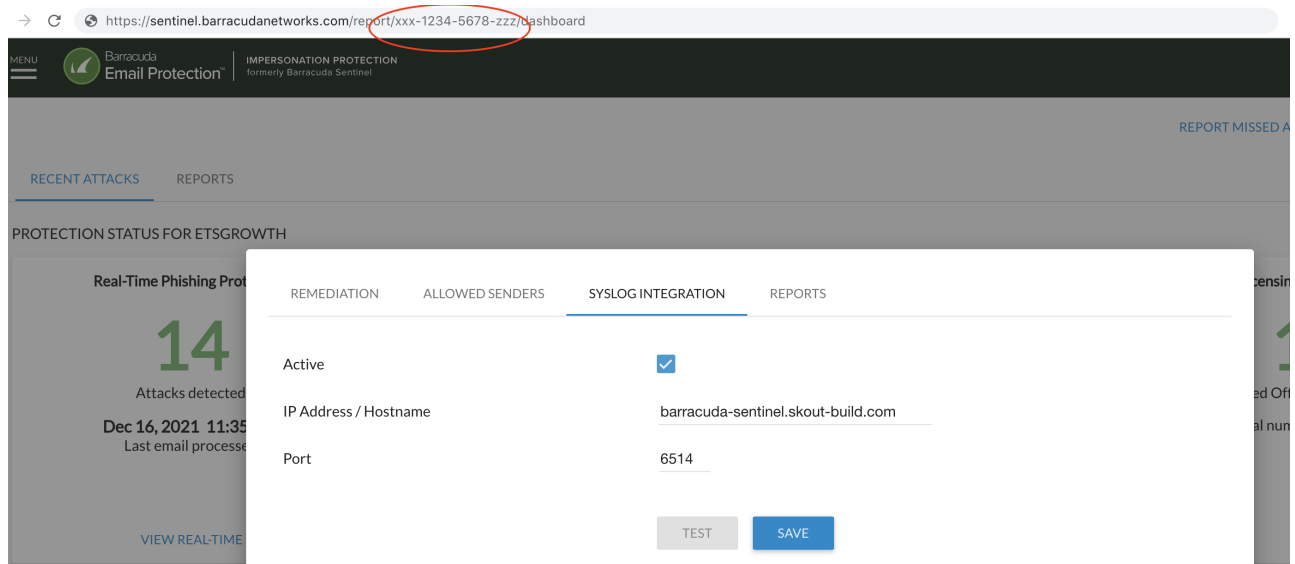 https://sentinel.barracudanetworks.com/report/xxx-1234-5678-zzz/dashboard
MENU
Barracuda
Email Protection™
IMPERSONATION PROTECTION
formerly Barracuda Sentinel
REPORT MISSED A
RECENT ATTACKS REPORTS
PROTECTION STATUS FOR ETSGROWTH
Real-Time Phishing Prot
14
Attacks detected
Dec 16, 2021 11:35
Last email processe
VIEW REAL-TIME
REMEDIATION ALLOWED SENDERS SYSLOG INTEGRATION REPORTS
Active
IP Address / Hostname barracuda-sentinel.skout-build.com
Port 6514
TEST SAVE
censin
ed Off
al num